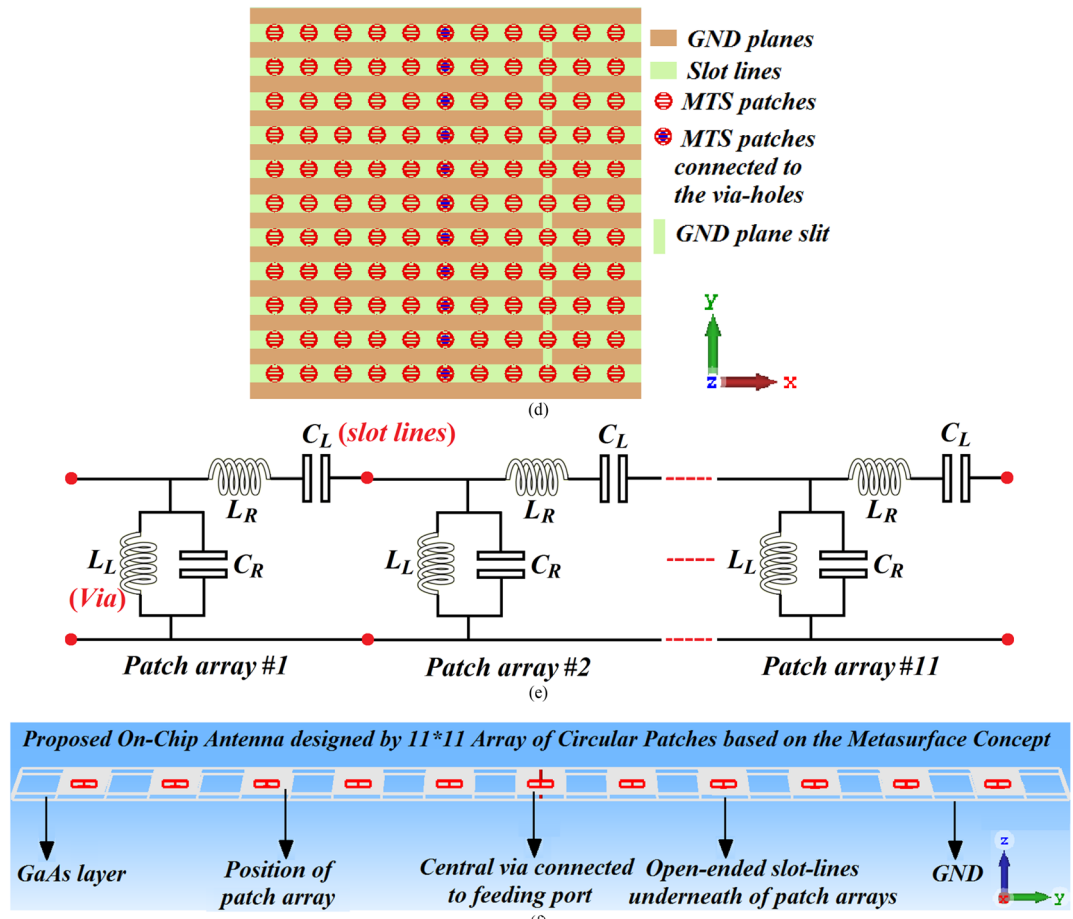 GND planes
Slot lines
MTS patches
MTS patches
connected to
the via-holes
GND plane slit
Y
Z
X
(d)
C_L (slot lines)
C_L
C_L
L_R
L_R
L_R
L_L
C_R
L_L
C_R
L_L
C_R
(Via)
Patch array #1
Patch array #2
Patch array #11
(e)
Proposed On-Chip Antenna designed by 11*11 Array of Circular Patches based on the Metasurface Concept
GaAs layer
Position of
patch array
Central via connected
to feeding port
Open-ended slot-lines
underneath of patch arrays
GND
z
x
y